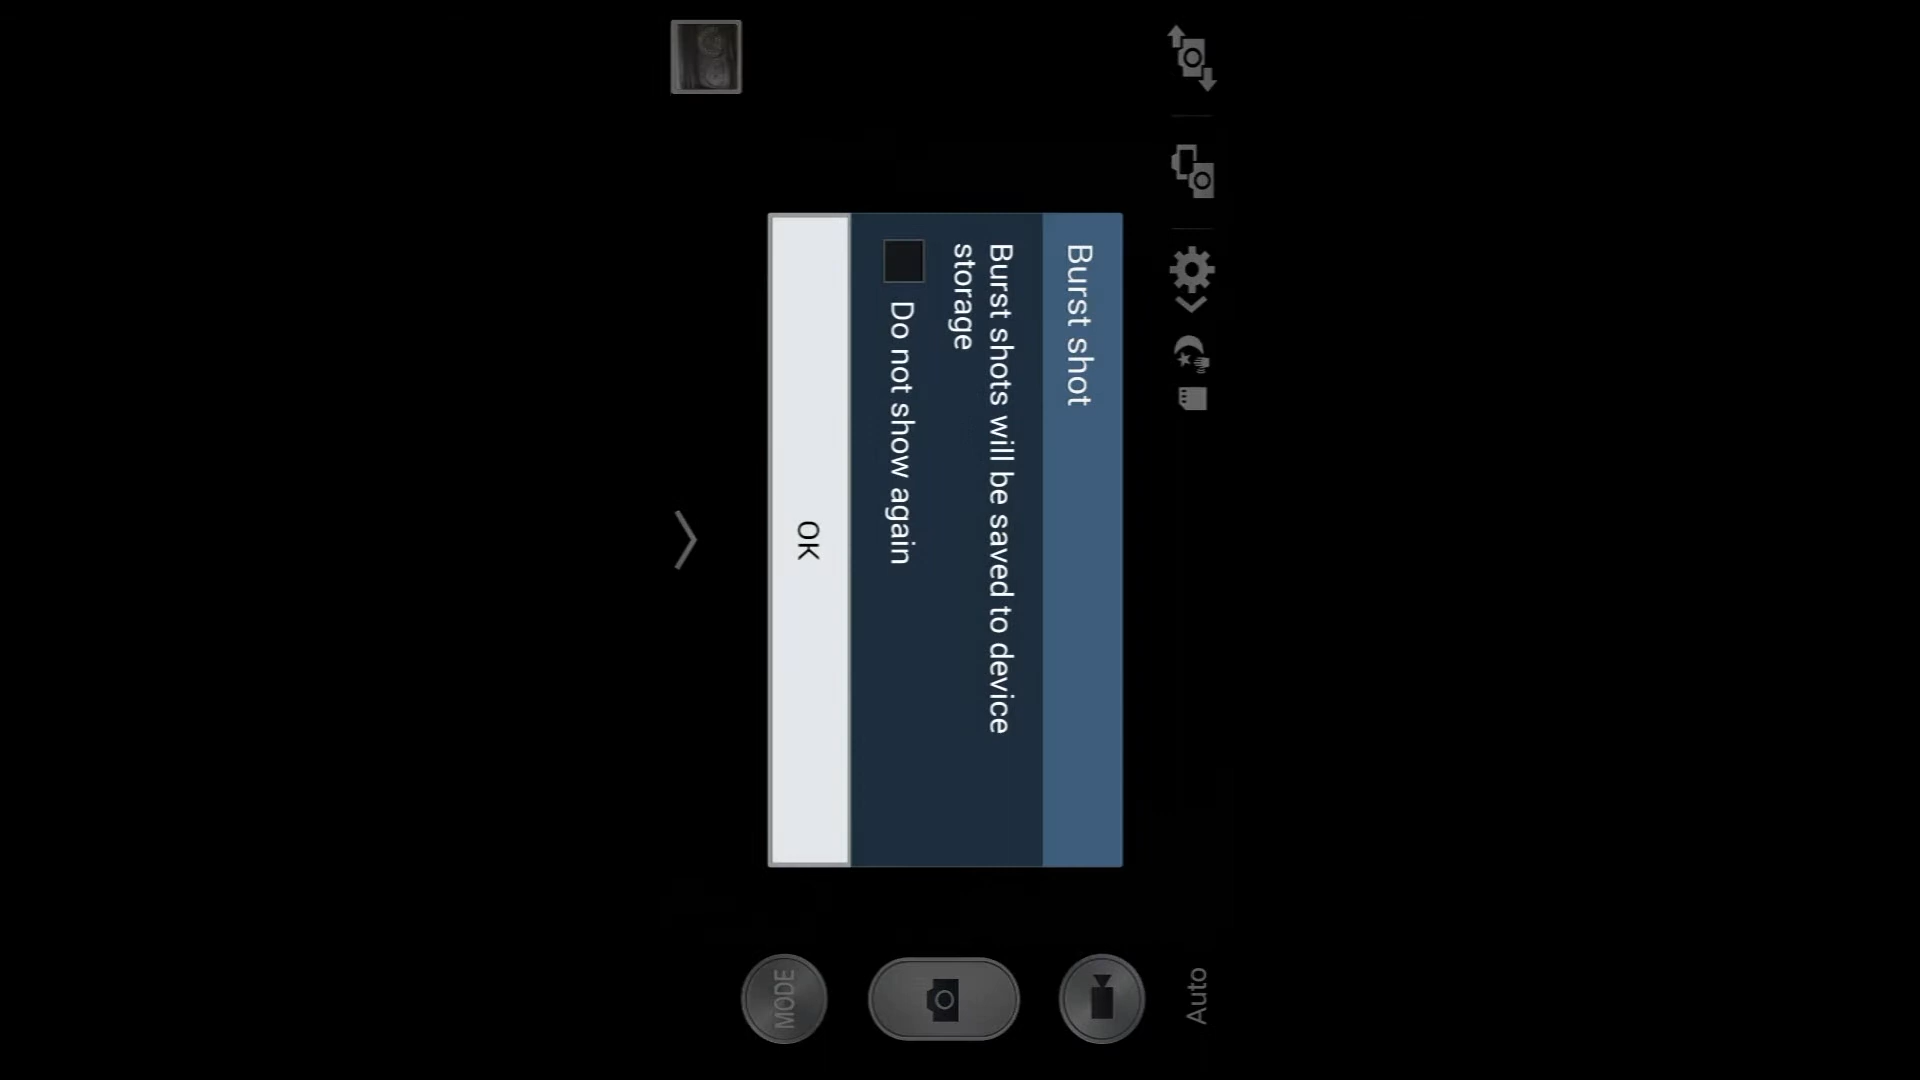 Burst shot
Burst shots will be saved to device
storage
Do not show again
OK
MODE
Auto